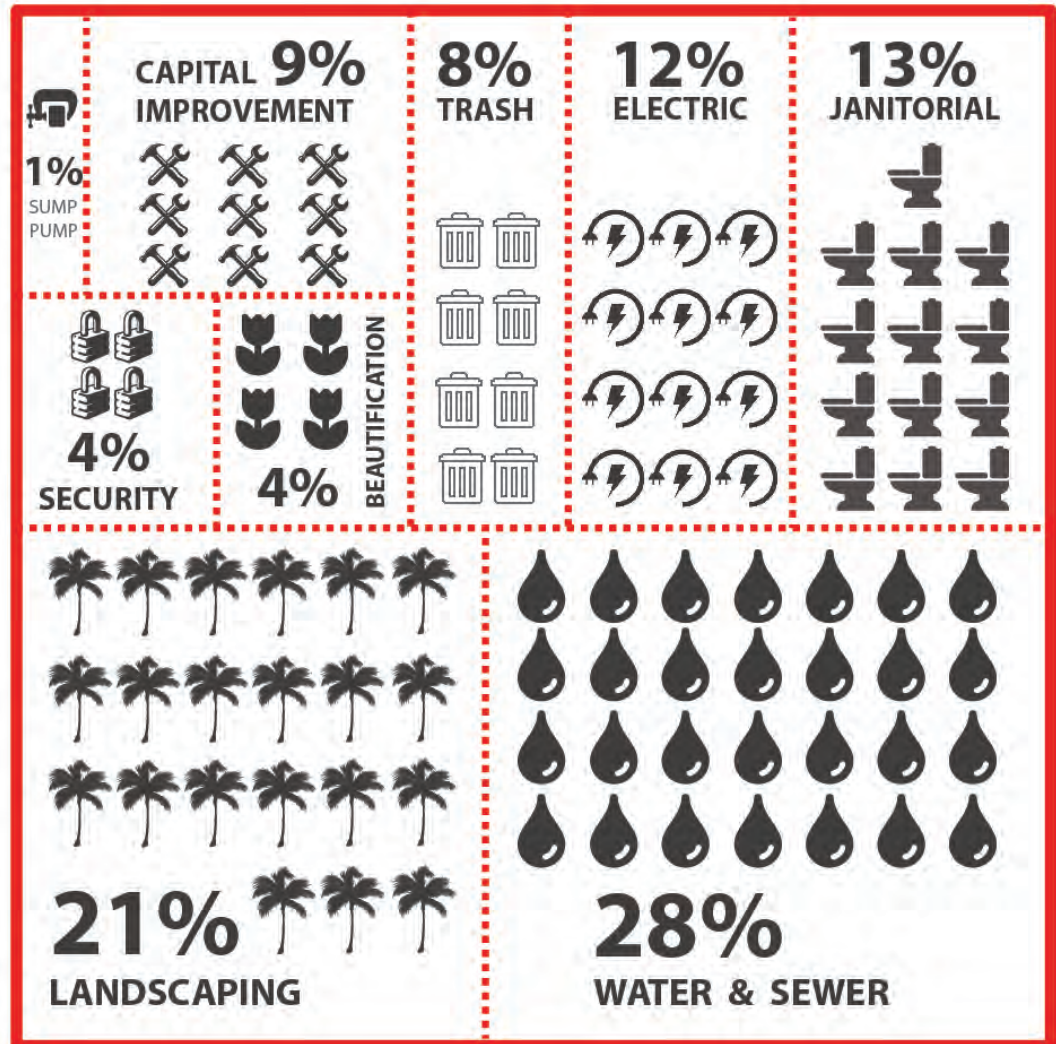 1%
SUMP
PUMP
CAPITAL 9%
IMPROVEMENT
8%
TRASH
12%
ELECTRIC
13%
JANITORIAL
4%
SECURITY
4%
BEAUTIFICATION
21%
LANDSCAPING
28%
WATER & SEWER